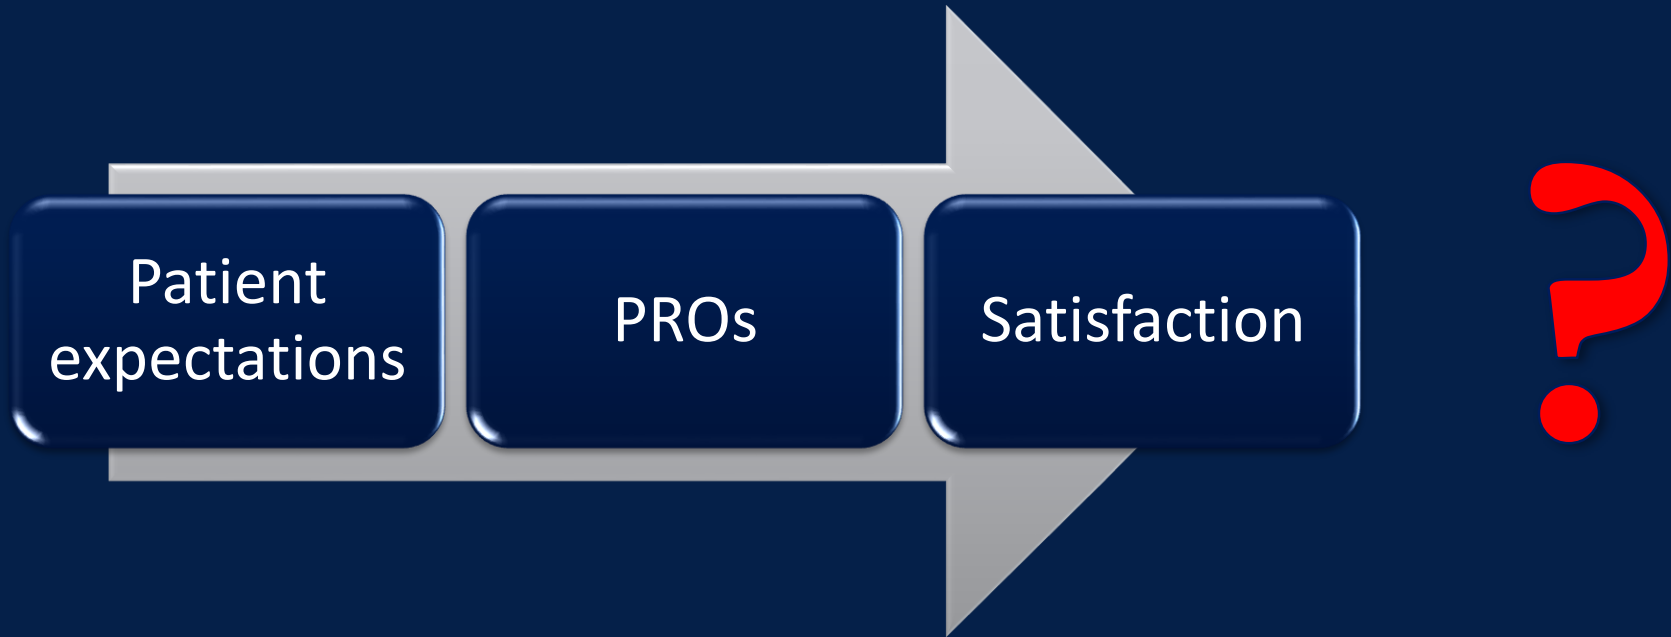 Patient
expectations
PROs
Satisfaction
?